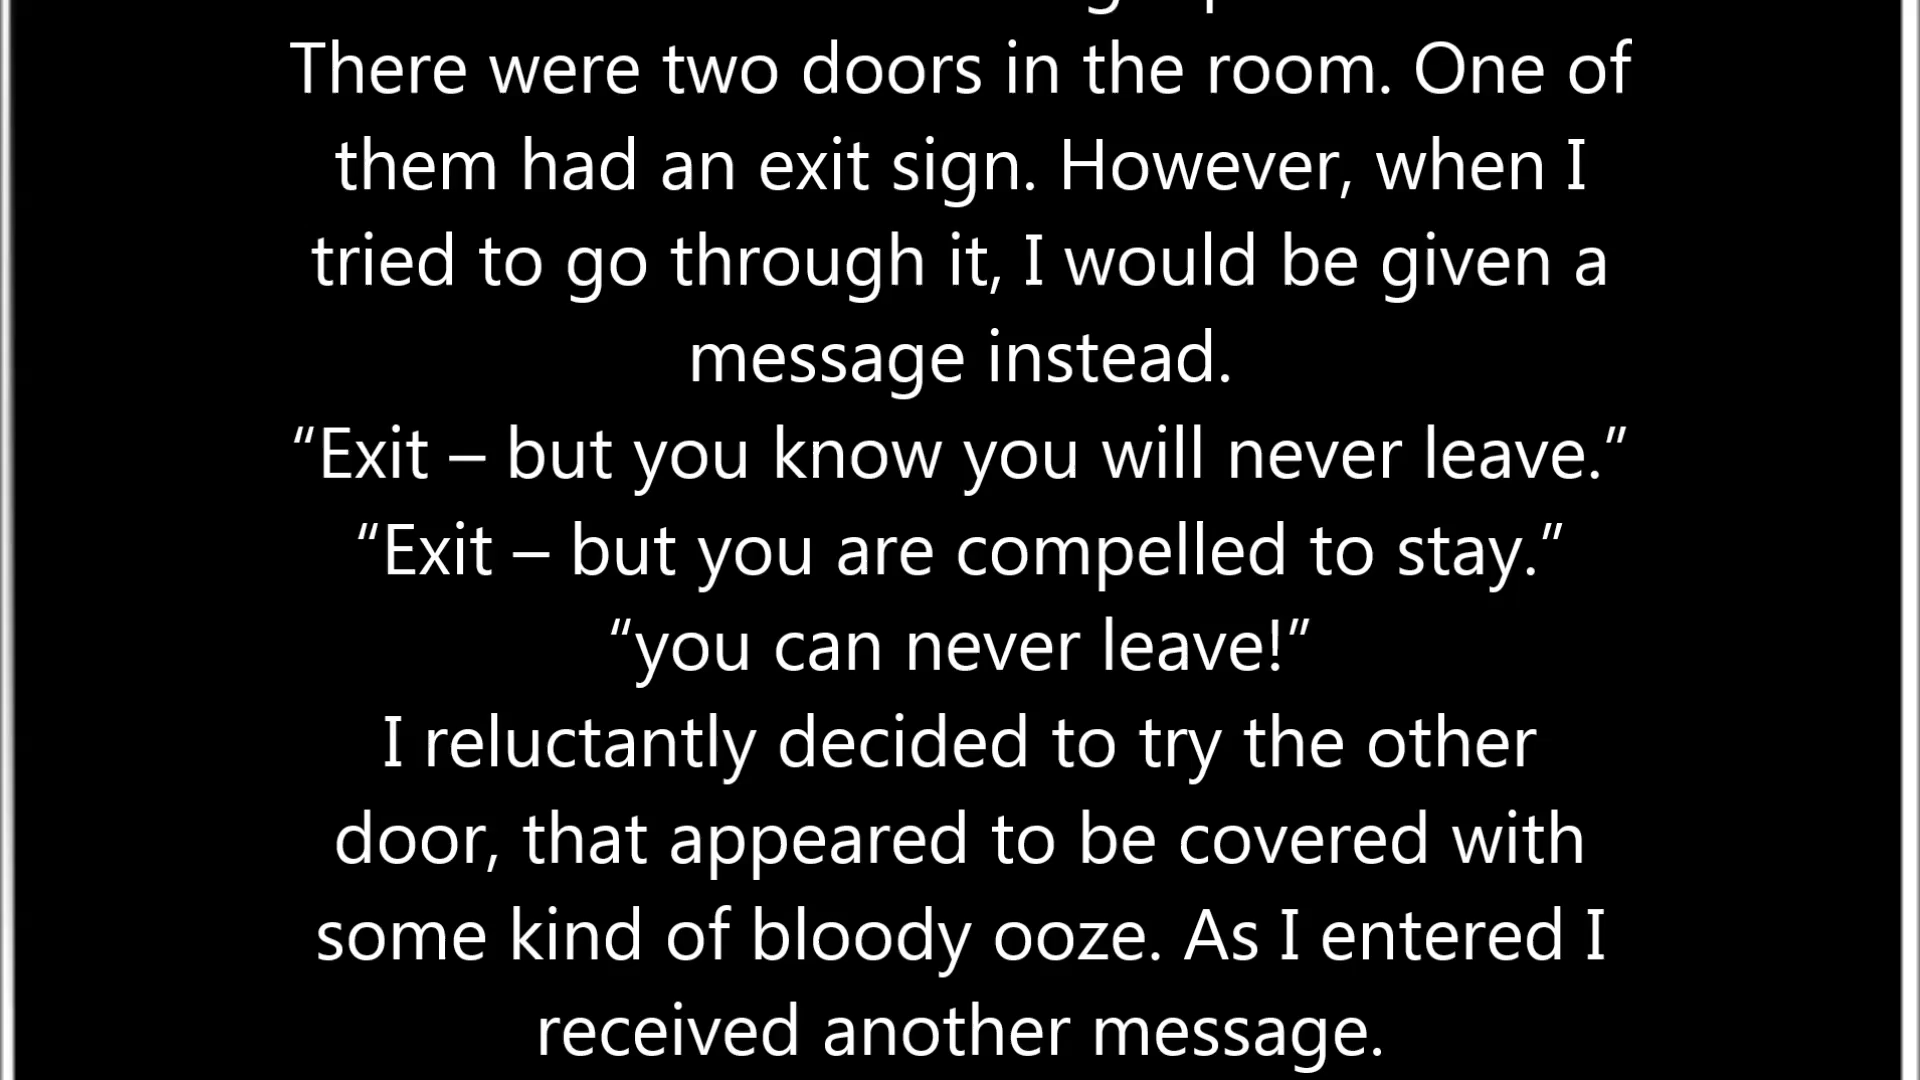 There were two doors in the room. One of
them had an exit sign. However, when I
tried to go through it, I would be given a
message instead.
“Exit – but you know you will never leave.”
“Exit – but you are compelled to stay.”
“you can never leave!”
I reluctantly decided to try the other
door, that appeared to be covered with
some kind of bloody ooze. As I entered I
received another message.